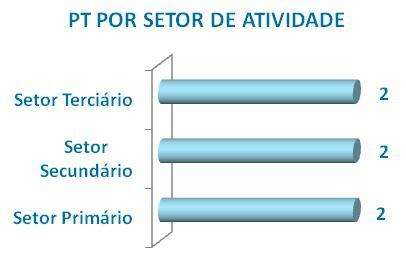 PT POR SETOR DE ATIVIDADE
Setor Terciário 2
Setor
Secundário 2
Setor Primário 2